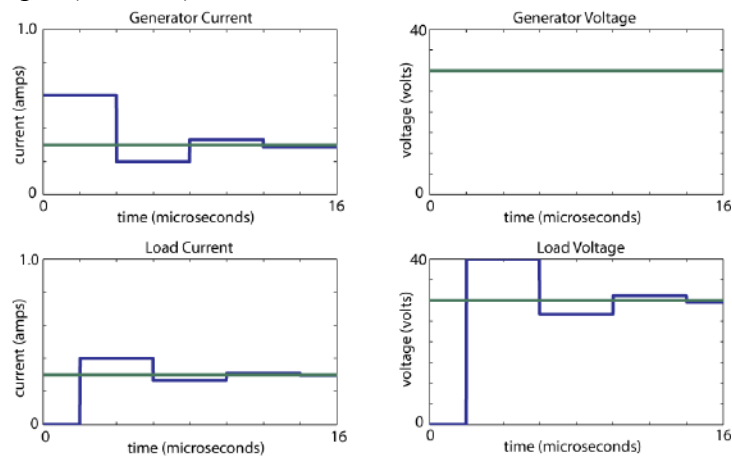 Generator Current
1.0
current (amps)
0
0
16
time (microseconds)
Generator Voltage
40
voltage (volts)
0
0
16
time (microseconds)
Load Current
1.0
current (amps)
0
0
16
time (microseconds)
Load Voltage
40
voltage (volts)
0
0
16
time (microseconds)